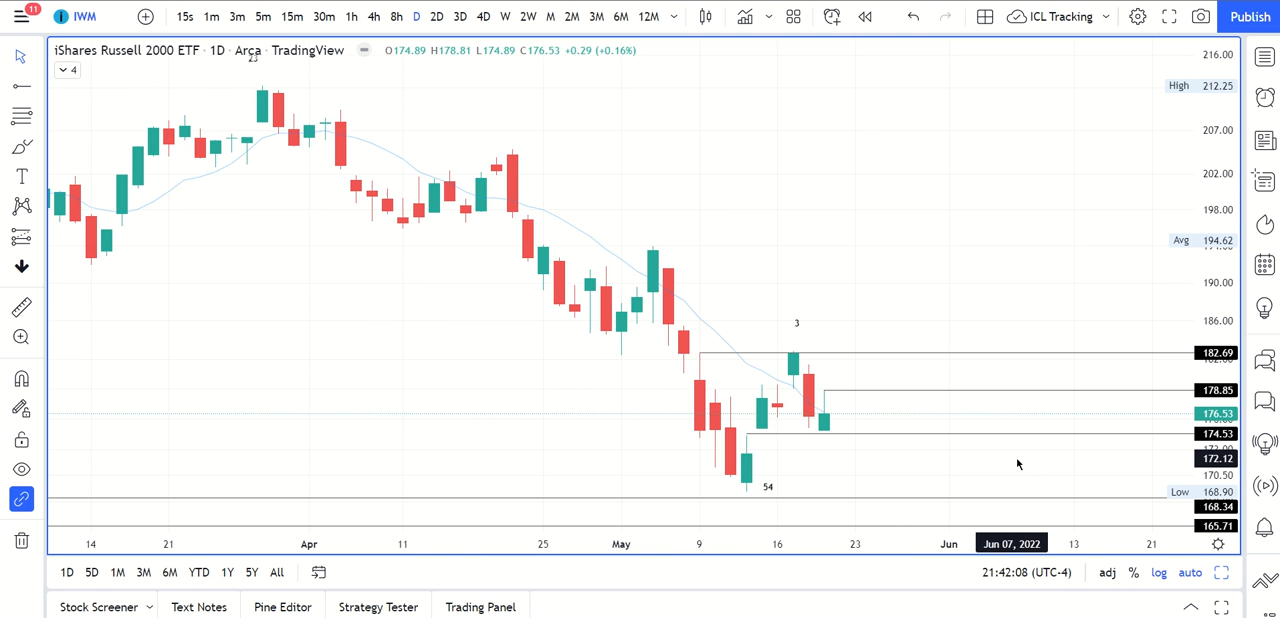 11 IWM 15s 1m 3m 5m 15m 30m 1h 4h 8h D 2D 3D 4D W 2W M 2M 3M 6M 12M ICL Tracking Publish
iShares Russell 2000 ETF · 1D · Arca · TradingView O174.89 H178.81 L174.89 C176.53 +0.29 (+0.16%)
23
4
216.00
High 212.25
207.00
202.00
198.00
Avg 194.62
190.00
186.00
3
182.69
178.85
176.53
174.53
172.12
170.50
54
Low 168.90
168.34
165.71
14 21 Apr 11 25 May 9 16 23 Jun Jun 07, 2022 13 21
1D 5D 1M 3M 6M YTD 1Y 5Y All 21:42:08 (UTC-4) adj % log auto
Stock Screener Text Notes Pine Editor Strategy Tester Trading Panel